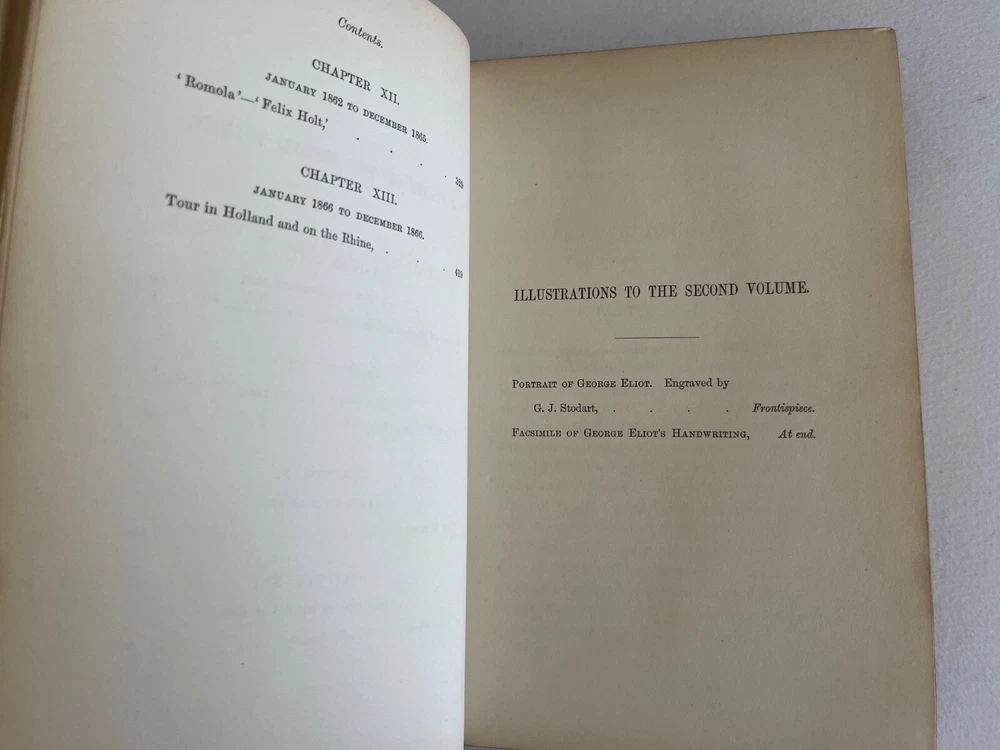 Contents.
CHAPTER XII.
JANUARY 1862 TO DECEMBER 1865.
‘Romola’—‘Felix Holt,’ . . . . 329
CHAPTER XIII.
JANUARY 1866 TO DECEMBER 1866.
Tour in Holland and on the Rhine, . . . 419
ILLUSTRATIONS TO THE SECOND VOLUME.
PORTRAIT OF GEORGE ELIOT. Engraved by
G. J. Stodart, . . . . Frontispiece.
FACSIMILE OF GEORGE ELIOT'S HANDWRITING, At end.